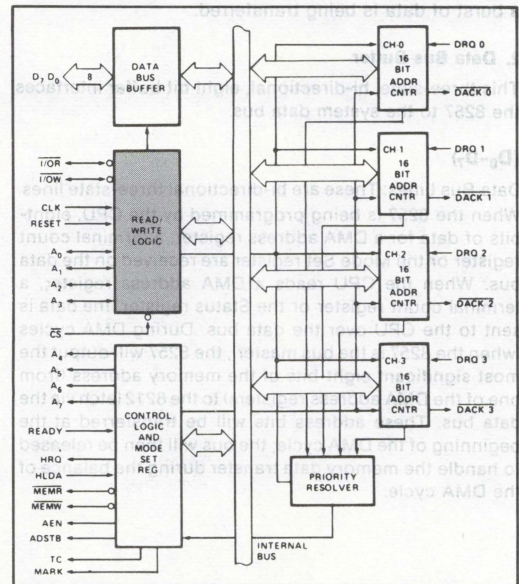 a burst of data is being transferred.
2. Data Bus Buffer
This three-state, bi-directional, eight bit buffer interfaces
the 8257 to the system data bus.
(D0-D7)
Data Bus Lines: These are bi-directional three-state lines.
When the 8257 is being programmed by the CPU, eight-
bits of data for a DMA address register, a terminal count
register or the Mode Set register are received on the data
bus. When the CPU reads a DMA address register, a
terminal count register or the Status register, the data is
sent to the CPU over the data bus. During DMA cycles
(when the 8257 is the bus master), the 8257 will output the
most significant eight-bits of the memory address (from
one of the DMA address registers) to the 8212 latch via the
data bus. These address bits will be transferred at the
beginning of the DMA cycle; the bus will then be released
to handle the memory data transfer during the balance of
the DMA cycle.
D7 D0
8
DATA
BUS
BUFFER
I/OR
I/OW
CLK
RESET
A0
A1
A2
A3
READ/
WRITE
LOGIC
CS
A4
A5
A6
A7
READY
HRQ
HLDA
MEMR
MEMW
AEN
ADSTB
TC
MARK
CONTROL
LOGIC
AND
MODE
SET
REG
INTERNAL
BUS
CH-0
16
BIT
ADDR
CNTR
DRQ 0
DACK 0
CH 1
16
BIT
ADDR
CNTR
DRQ 1
DACK 1
CH 2
16
BIT
ADDR
CNTR
DRQ 2
DACK 2
CH 3
16
BIT
ADDR
CNTR
DRQ 3
DACK 3
PRIORITY
RESOLVER